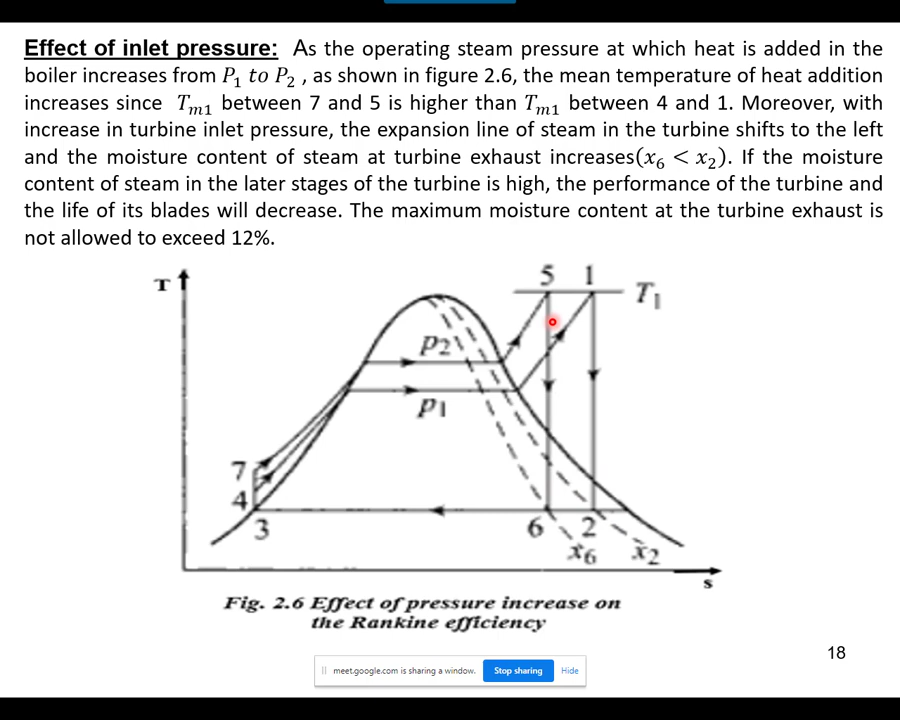 Effect of inlet pressure: As the operating steam pressure at which heat is added in the
boiler increases from P₁ to P₂ , as shown in figure 2.6, the mean temperature of heat addition
increases since Tₘ₁ between 7 and 5 is higher than Tₘ₁ between 4 and 1. Moreover, with
increase in turbine inlet pressure, the expansion line of steam in the turbine shifts to the left
and the moisture content of steam at turbine exhaust increases(x₆ < x₂). If the moisture
content of steam in the later stages of the turbine is high, the performance of the turbine and
the life of its blades will decrease. The maximum moisture content at the turbine exhaust is
not allowed to exceed 12%.
T
5 1
T₁
p₂
p₁
7
4
3
6 2
x₆ x₂
s
Fig. 2.6 Effect of pressure increase on
the Rankine efficiency
18
meet.google.com is sharing a window. Stop sharing Hide